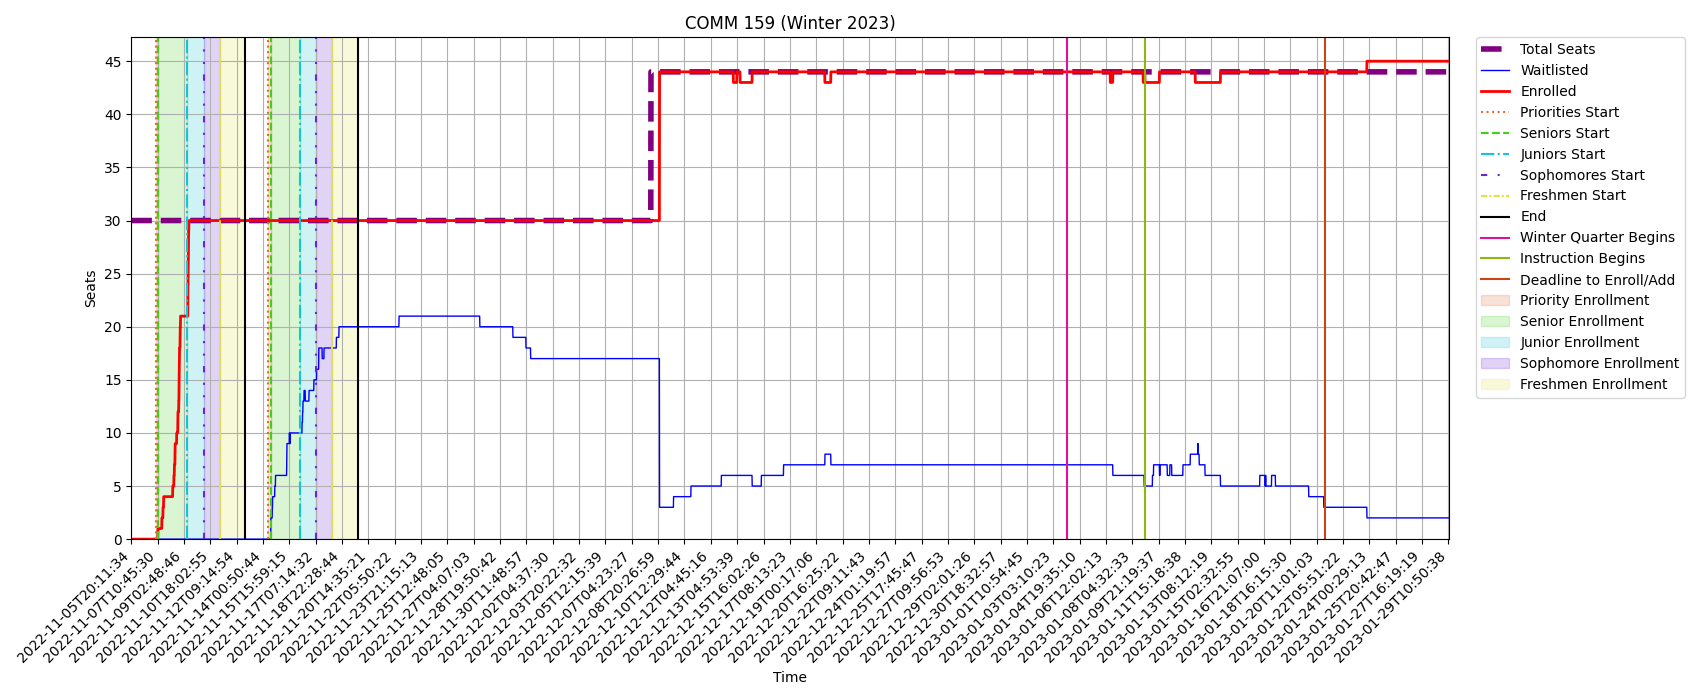 COMM 159 (Winter 2023)
45
40
35
30
25
20
15
10
5
0
Seats
2022-11-05T20:11:34
2022-11-07T10:45:30
2022-11-09T02:48:46
2022-11-10T18:02:55
2022-11-12T09:14:54
2022-11-14T00:50:44
2022-11-15T15:59:15
2022-11-17T07:14:32
2022-11-18T22:28:44
2022-11-20T14:35:21
2022-11-22T05:50:22
2022-11-23T21:15:13
2022-11-25T12:48:05
2022-11-27T04:07:03
2022-11-28T19:50:42
2022-11-30T11:48:57
2022-12-02T04:37:30
2022-12-03T20:22:32
2022-12-05T12:15:39
2022-12-07T04:23:27
2022-12-08T20:26:59
2022-12-10T12:29:44
2022-12-12T04:45:16
2022-12-13T04:53:39
2022-12-15T16:02:26
2022-12-17T08:13:23
2022-12-19T00:17:06
2022-12-20T16:25:22
2022-12-22T09:11:43
2022-12-24T01:19:57
2022-12-25T17:45:47
2022-12-27T09:56:53
2022-12-29T02:01:26
2022-12-30T18:32:57
2023-01-01T10:54:45
2023-01-03T03:10:23
2023-01-04T19:35:10
2023-01-06T12:02:13
2023-01-08T04:32:33
2023-01-09T21:19:37
2023-01-11T15:18:38
2023-01-13T08:12:19
2023-01-15T02:32:55
2023-01-16T21:07:00
2023-01-18T16:15:30
2023-01-20T11:01:03
2023-01-22T05:51:22
2023-01-24T00:29:13
2023-01-25T20:42:47
2023-01-27T16:19:19
2023-01-29T10:50:38
Time
Total Seats
Waitlisted
Enrolled
Priorities Start
Seniors Start
Juniors Start
Sophomores Start
Freshmen Start
End
Winter Quarter Begins
Instruction Begins
Deadline to Enroll/Add
Priority Enrollment
Senior Enrollment
Junior Enrollment
Sophomore Enrollment
Freshmen Enrollment